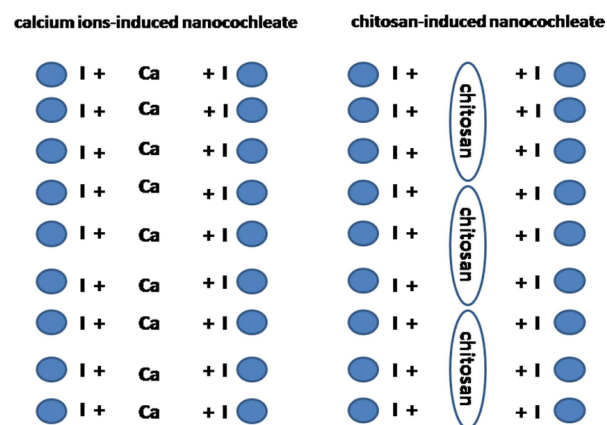 calcium ions-induced nanocochleate
chitosan-induced nanocochleate
I + Ca + I
I + Ca + I
I + Ca + I
I + Ca + I
I + Ca + I
I + Ca + I
I + Ca + I
I + Ca + I
I + Ca + I
I + + I
I + + I
I + + I
I + + I
I + + I
I + + I
I + + I
I + + I
I + + I
chitosan
chitosan
chitosan